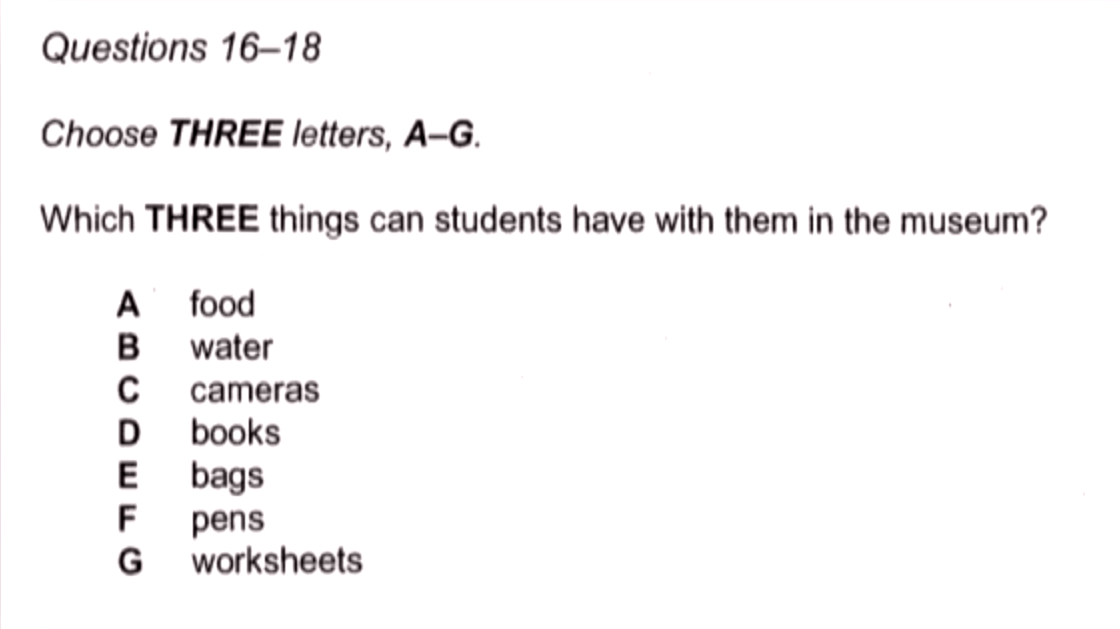 Questions 16–18
Choose THREE letters, A–G.
Which THREE things can students have with them in the museum?
A food
B water
C cameras
D books
E bags
F pens
G worksheets